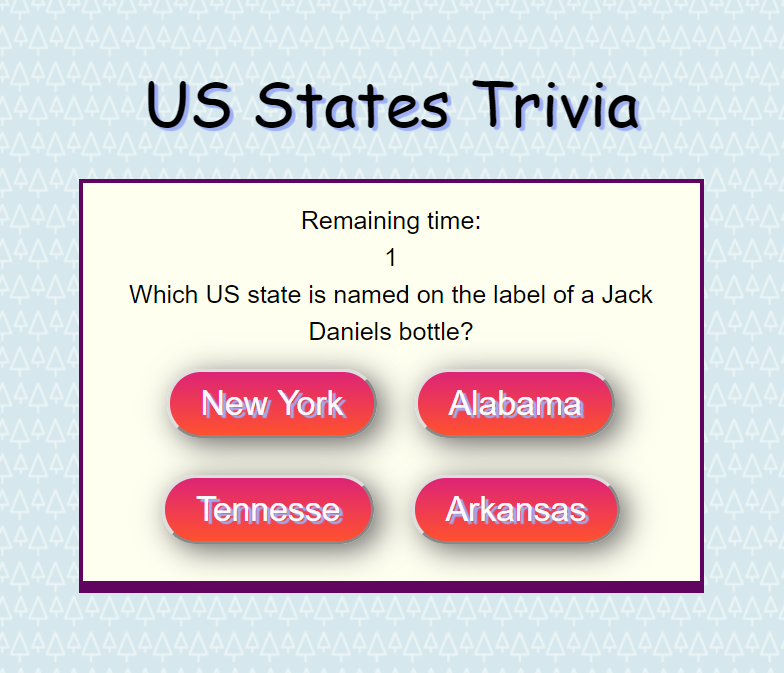 US States Trivia
Remaining time:
1
Which US state is named on the label of a Jack
Daniels bottle?
New York
Alabama
Tennesse
Arkansas